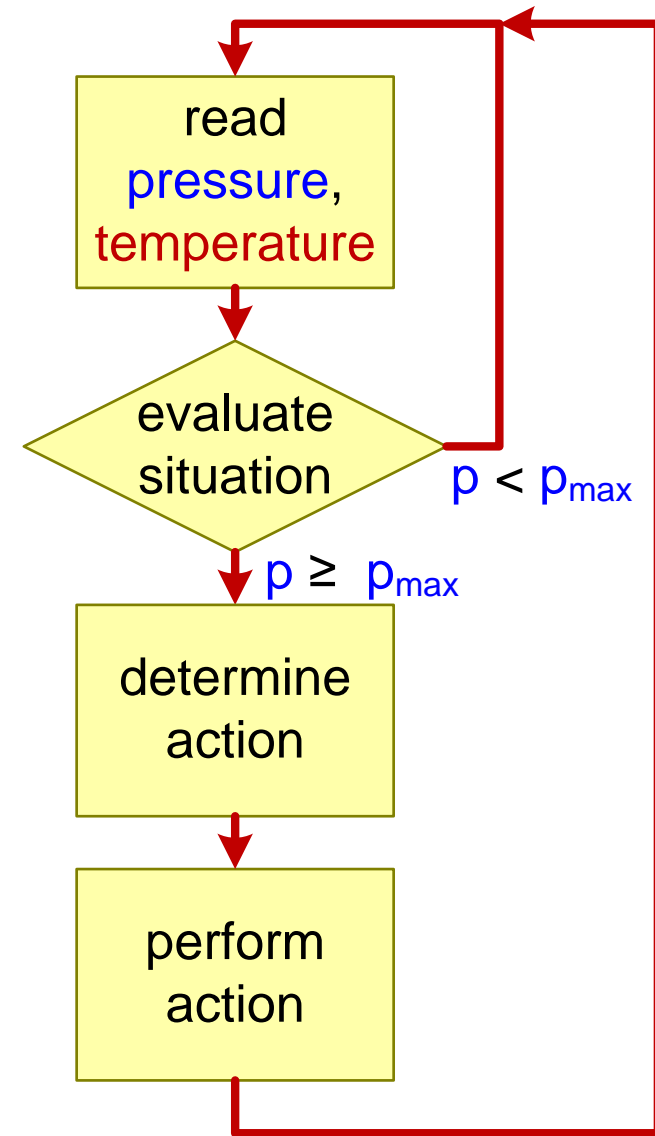 read
pressure,
temperature
evaluate
situation
p < pmax
p ≥ pmax
determine
action
perform
action